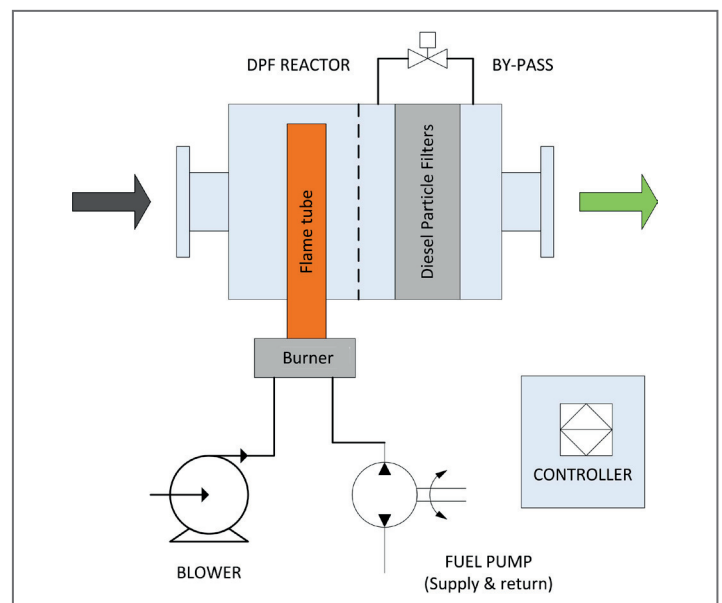 DPF REACTOR
BY-PASS
Flame tube
Diesel Particle Filters
Burner
CONTROLLER
BLOWER
FUEL PUMP
(Supply & return)